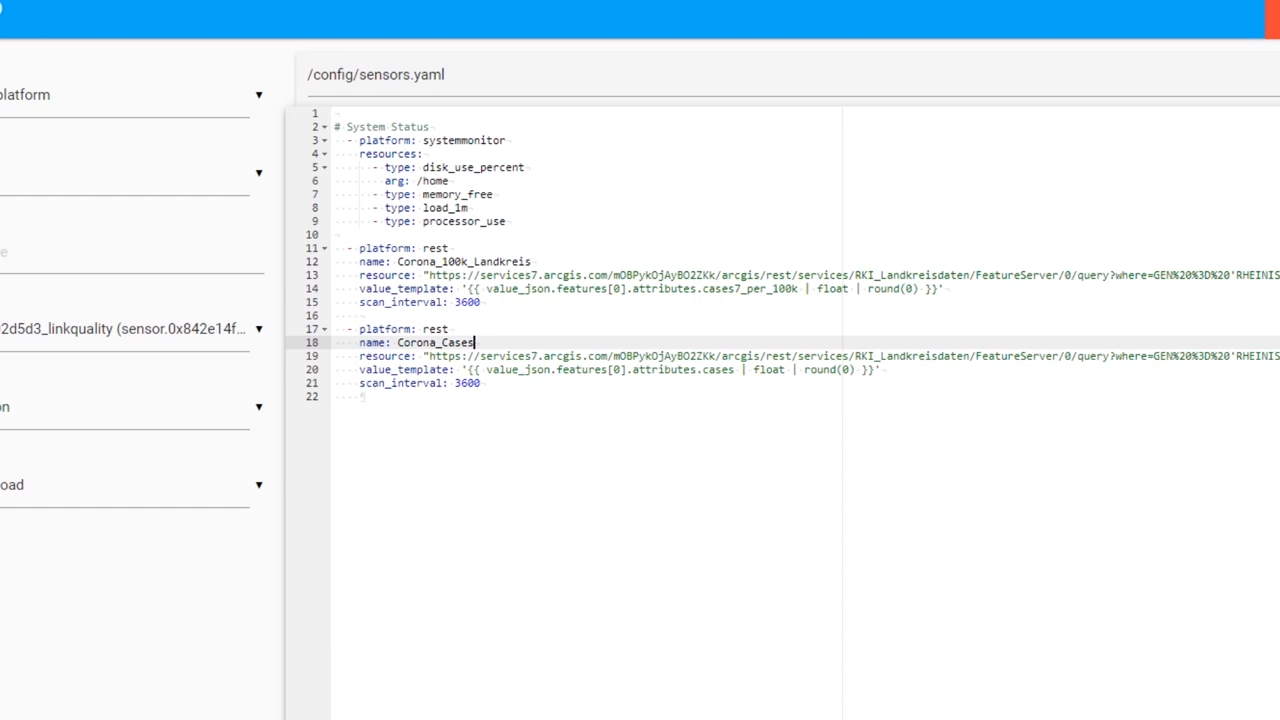 /config/sensors.yaml
platform
e
2d5d3_linkquality (sensor.0x842e14f...
on
oad
1
2 # System Status
3 - platform: systemmonitor
4 resources:
5 - type: disk_use_percent
6 arg: /home
7 - type: memory_free
8 - type: load_1m
9 - type: processor_use
10
11 - platform: rest
12 name: Corona_100k_Landkreis
13 resource: "https://services7.arcgis.com/mOBPykOjAyBO2ZKk/arcgis/rest/services/RKI_Landkreisdaten/FeatureServer/0/query?where=GEN%20%3D%20'RHEINIS
14 value_template: '{{ value_json.features[0].attributes.cases7_per_100k | float | round(0) }}'
15 scan_interval: 3600
16
17 - platform: rest
18 name: Corona_Cases
19 resource: "https://services7.arcgis.com/mOBPykOjAyBO2ZKk/arcgis/rest/services/RKI_Landkreisdaten/FeatureServer/0/query?where=GEN%20%3D%20'RHEINIS
20 value_template: '{{ value_json.features[0].attributes.cases | float | round(0) }}'
21 scan_interval: 3600
22